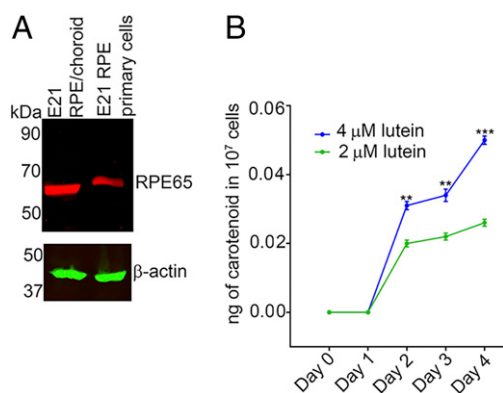 A
E21
RPE/choroid
E21 RPE
primary cells
kDa
90
70
50
RPE65
50
37
β-actin
B
ng of carotenoid in 10⁷ cells
0.06
0.04
0.02
0.00
4 μM lutein
2 μM lutein
**
**
***
Day 0
Day 1
Day 2
Day 3
Day 4